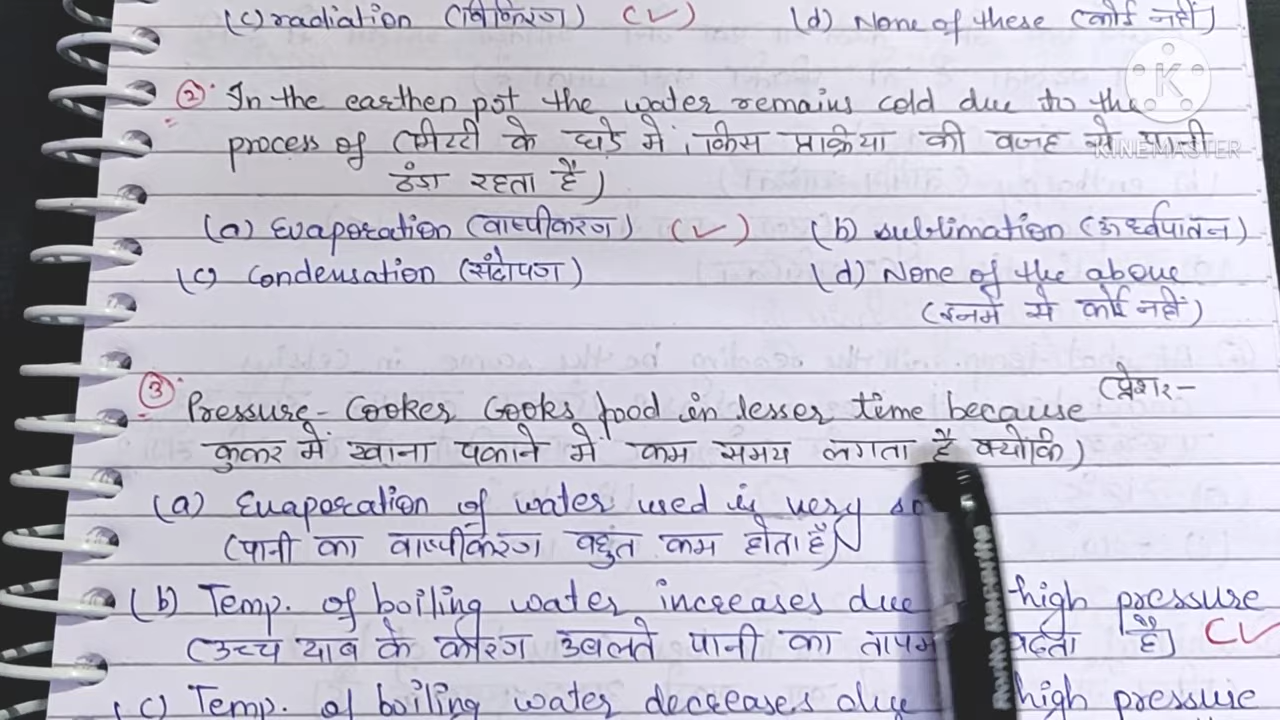 (c) radiation (विकिरण) (✓) (d) None of these (कोई नहीं)
② In the earthen pot the water remains cold due to the
process of (मिटटी के घड़े में, किस प्राक्रिया की वजह से पानी
ठंडा रहता है)
(a) Evaporation (वाष्पीकरण) (✓) (b) sublimation (ऊर्ध्वपातन)
(c) Condensation (संदोपण) (d) None of the above
(इनमे से कोई नहीं)
③ Pressure-Cooker Cooks food in lesser time because (प्रेशर-
कुकर में खाना पकाने में कम समय लगता है क्योकि)
(a) Evaporation of water used is very
(पानी का वाष्पीकरण बहुत कम होता है)
(b) Temp. of boiling water increases due high pressure
(उच्च याब के कारण उबलते पानी का बढता है) (✓
(c) Temp. of boiling water decreases due high pressure
KINEMASTER